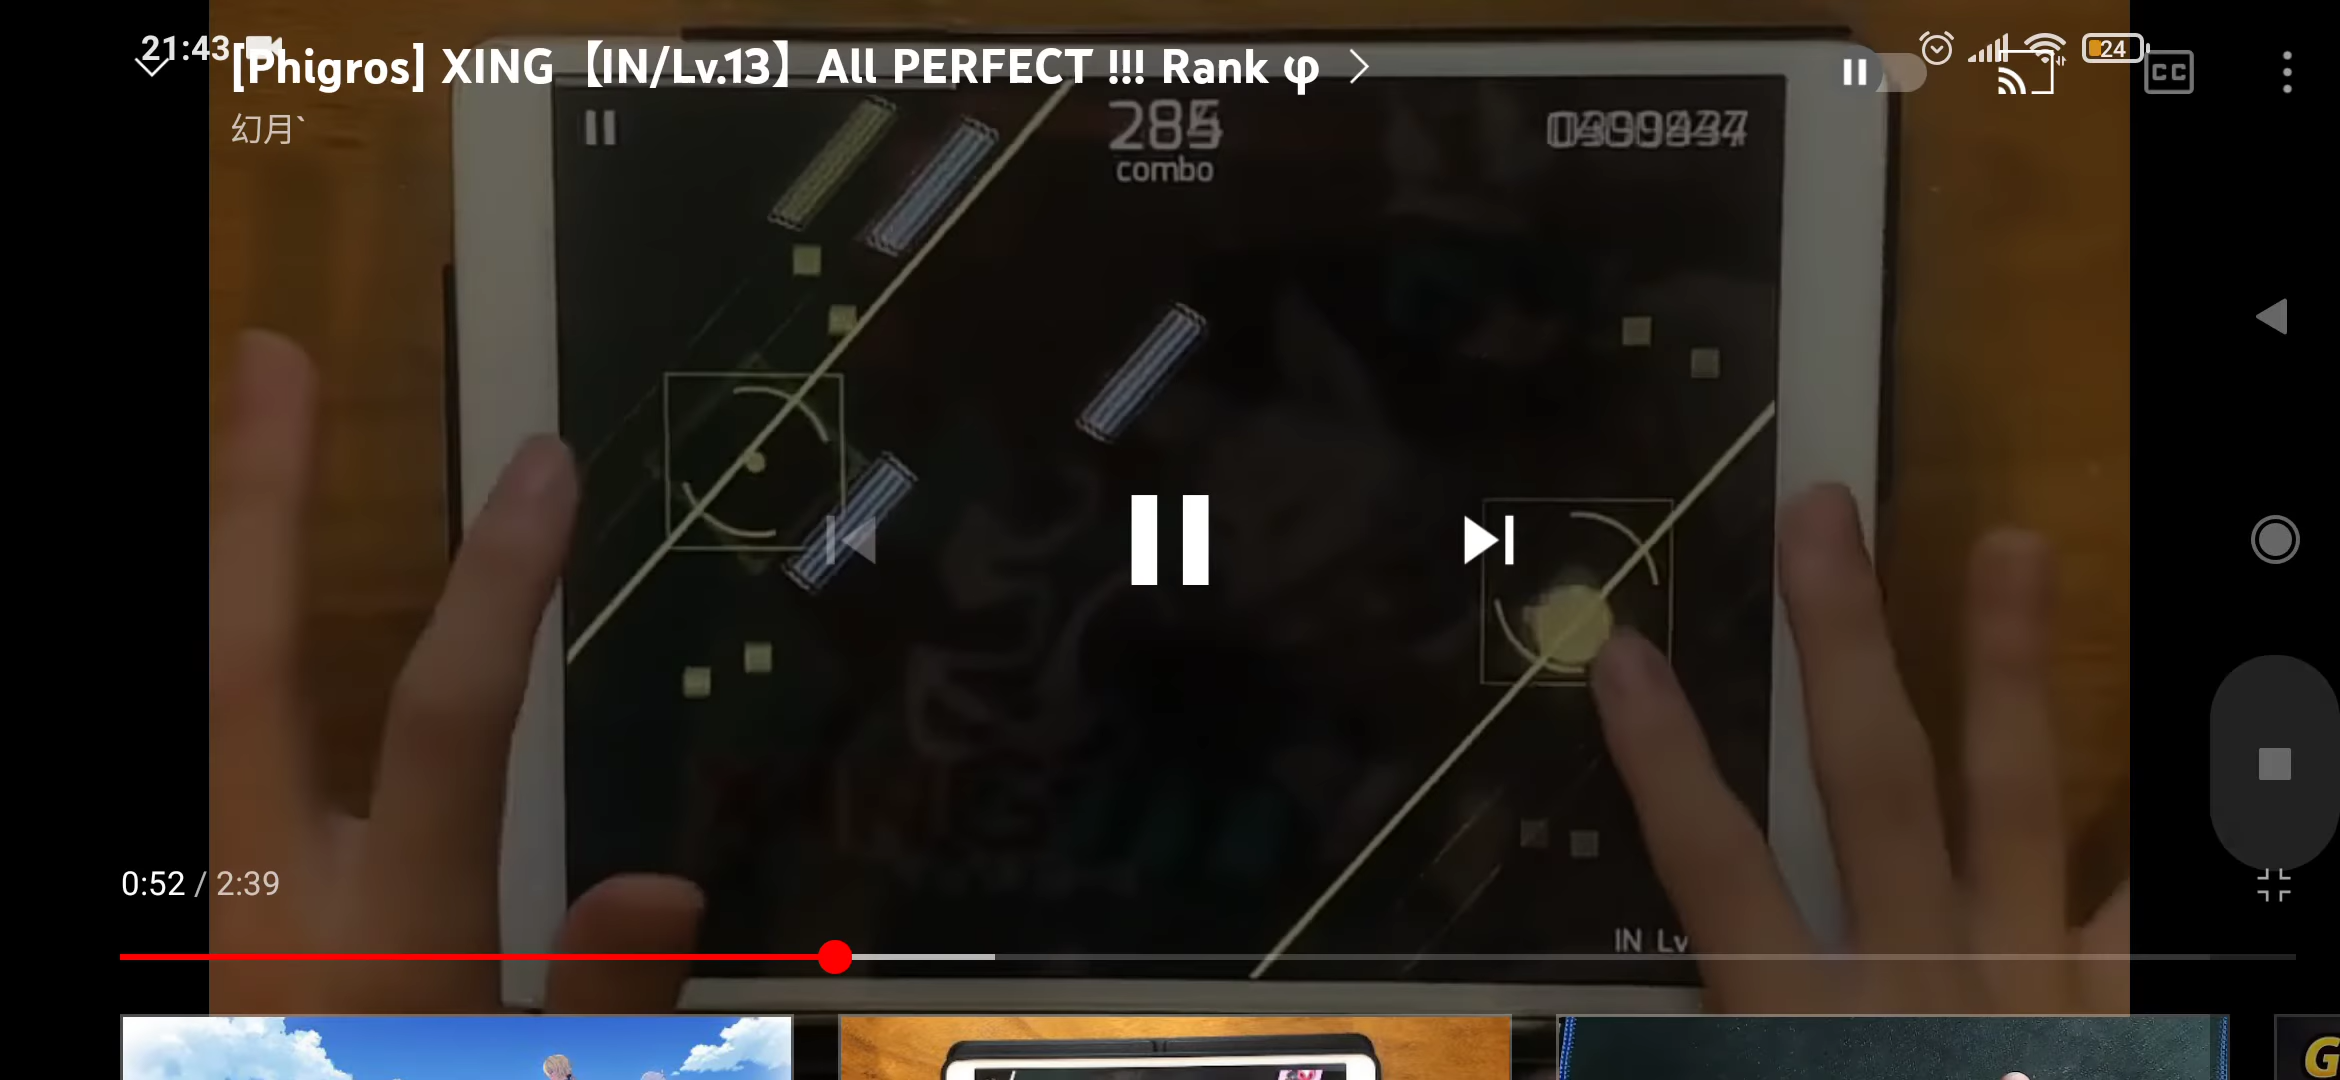 21:43
[Phigros] XING【IN/Lv.13】All PERFECT !!! Rank φ
24
CC
幻月`
combo
0:52 / 2:39
IN Lv
G